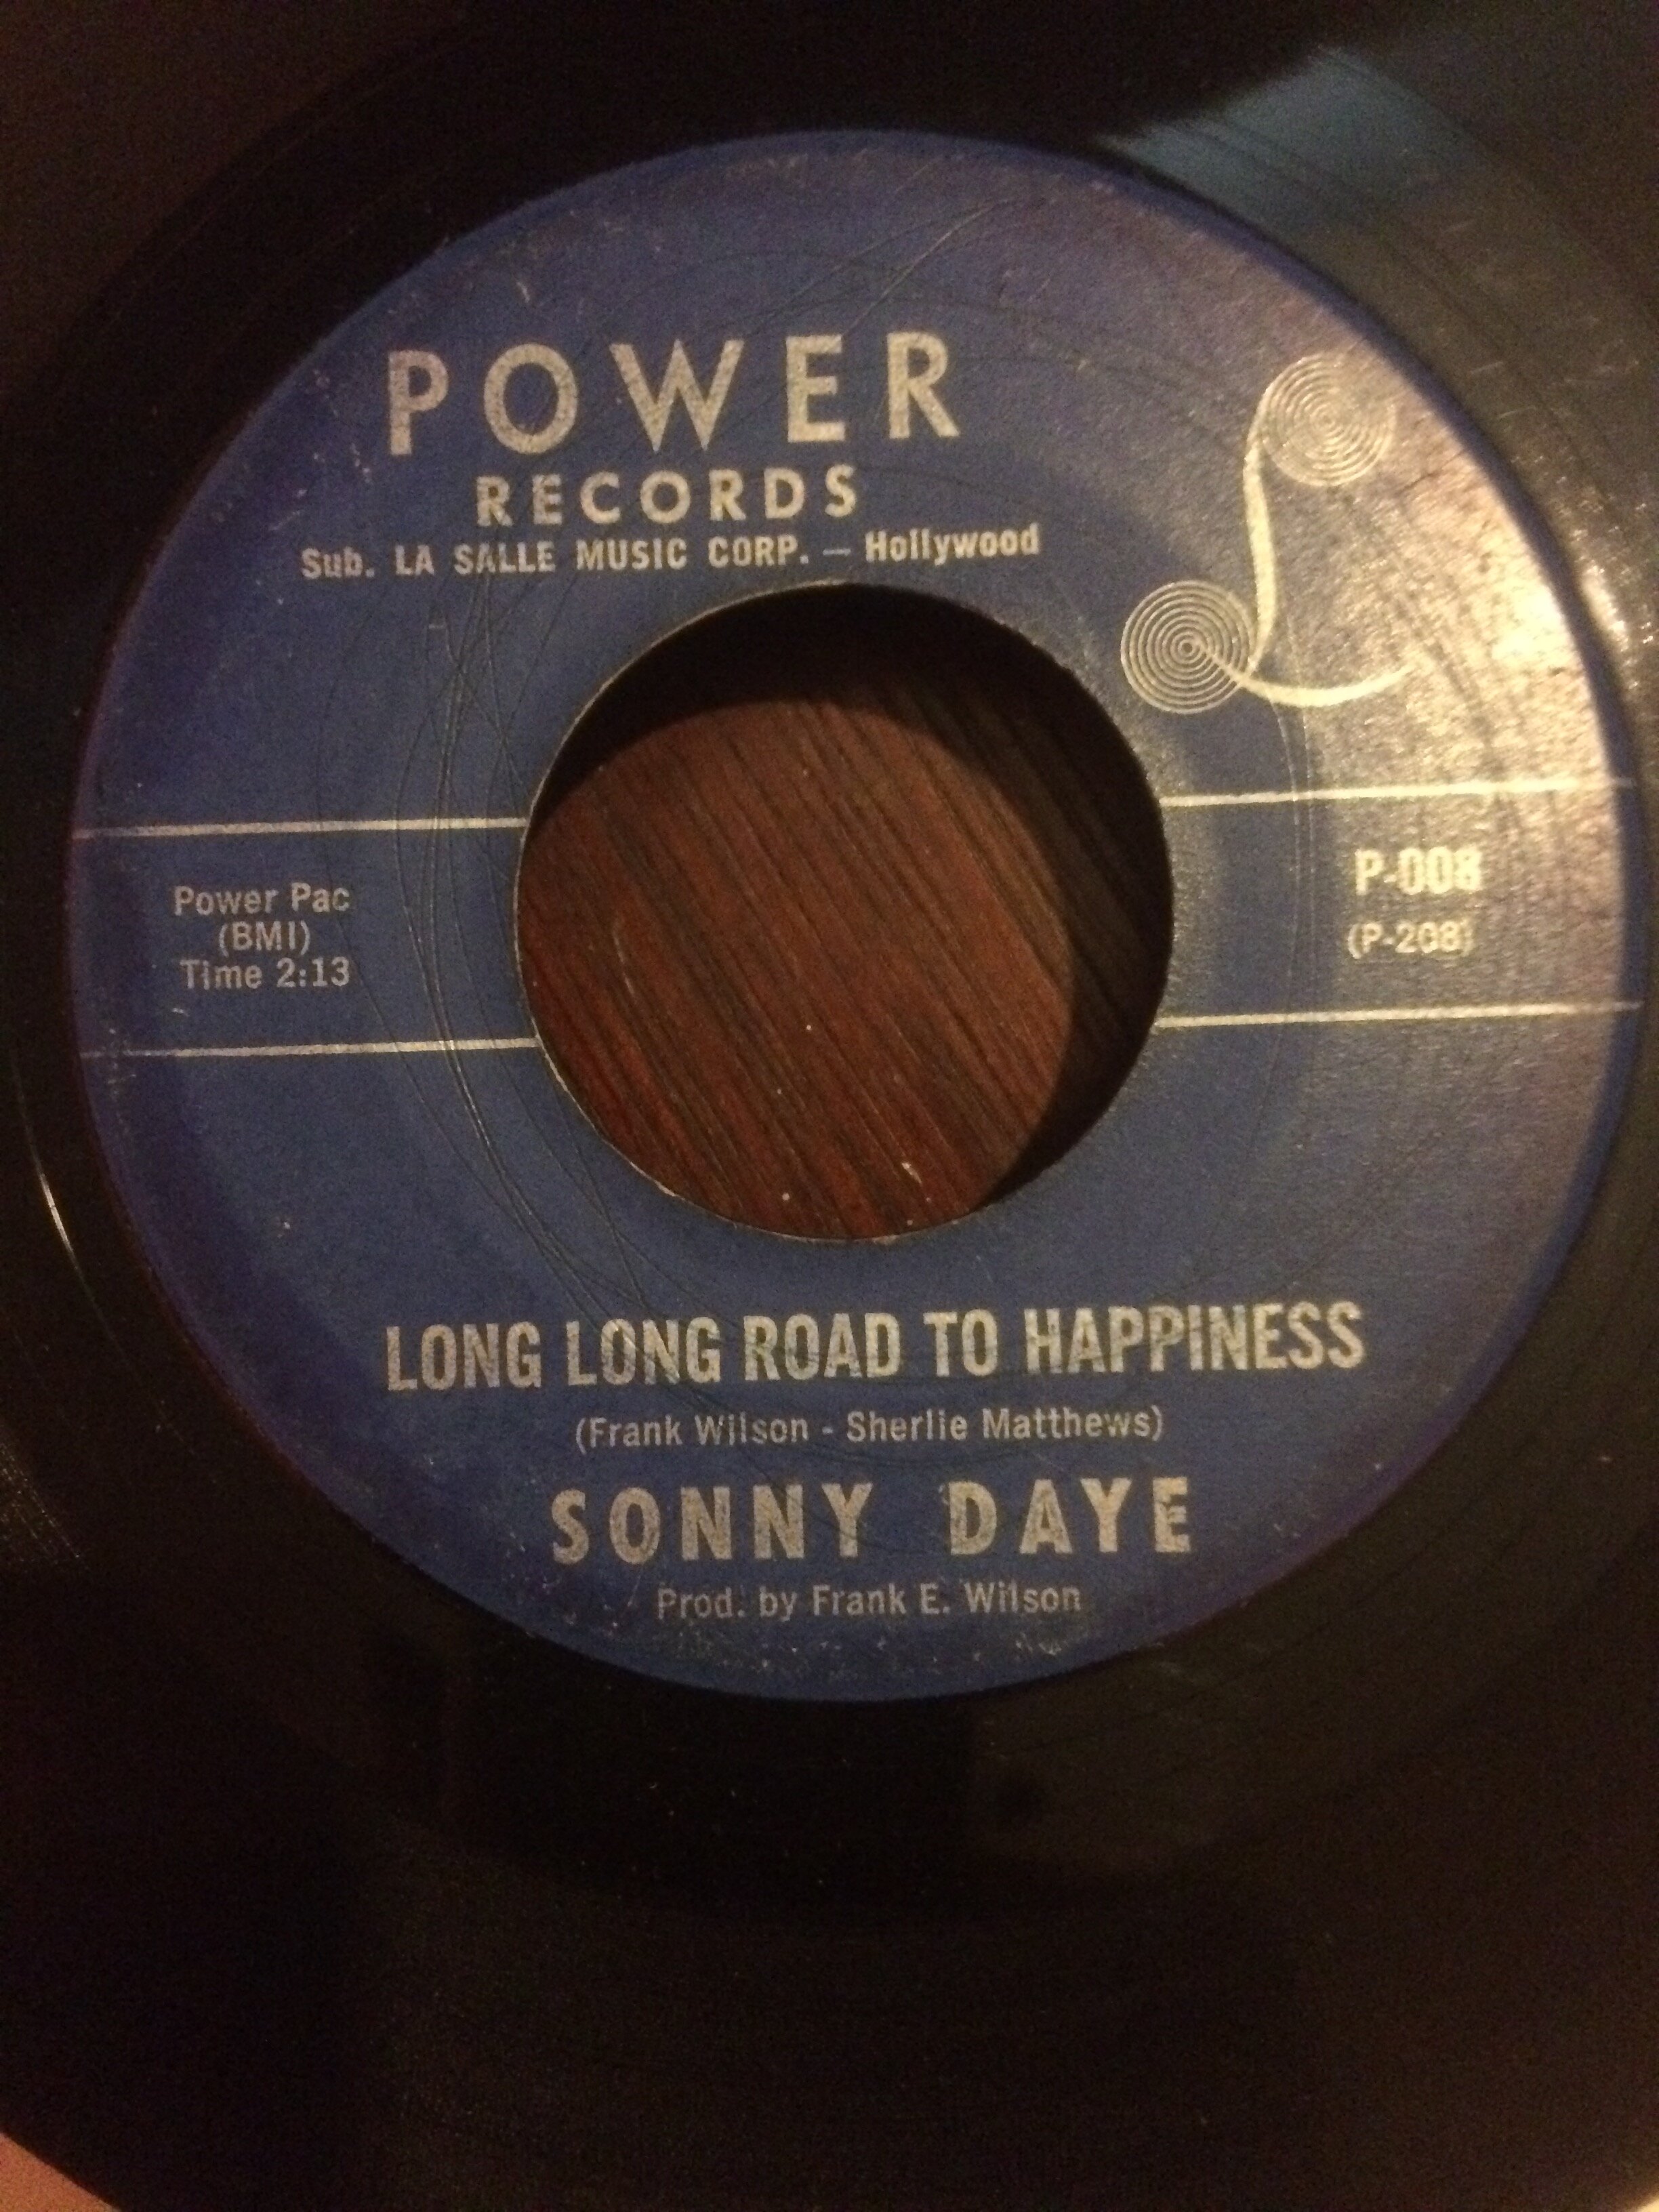 POWER
RECORDS
Sub. LA SALLE MUSIC CORP. — Hollywood
Power Pac
(BMI)
Time 2:13
P-008
(P-208)
LONG LONG ROAD TO HAPPINESS
(Frank Wilson - Sherlie Matthews)
SONNY DAYE
Prod. by Frank E. Wilson